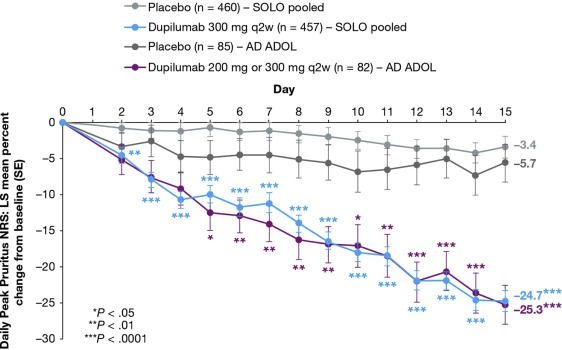 Placebo (n = 460) – SOLO pooled
Dupilumab 300 mg q2w (n = 457) – SOLO pooled
Placebo (n = 85) – AD ADOL
Dupilumab 200 mg or 300 mg q2w (n = 82) – AD ADOL
Day
0 1 2 3 4 5 6 7 8 9 10 11 12 13 14 15
Daily Peak Pruritus NRS: LS mean percent
change from baseline (SE)
0
−5
−10
−15
−20
−25
−30
** *** *** *** *** *** *** *** *** *** *** ***
* ** ** ** ** * ** *** *** ***
−3.4
−5.7
−24.7***
−25.3***
*P < .05
**P < .01
***P < .0001